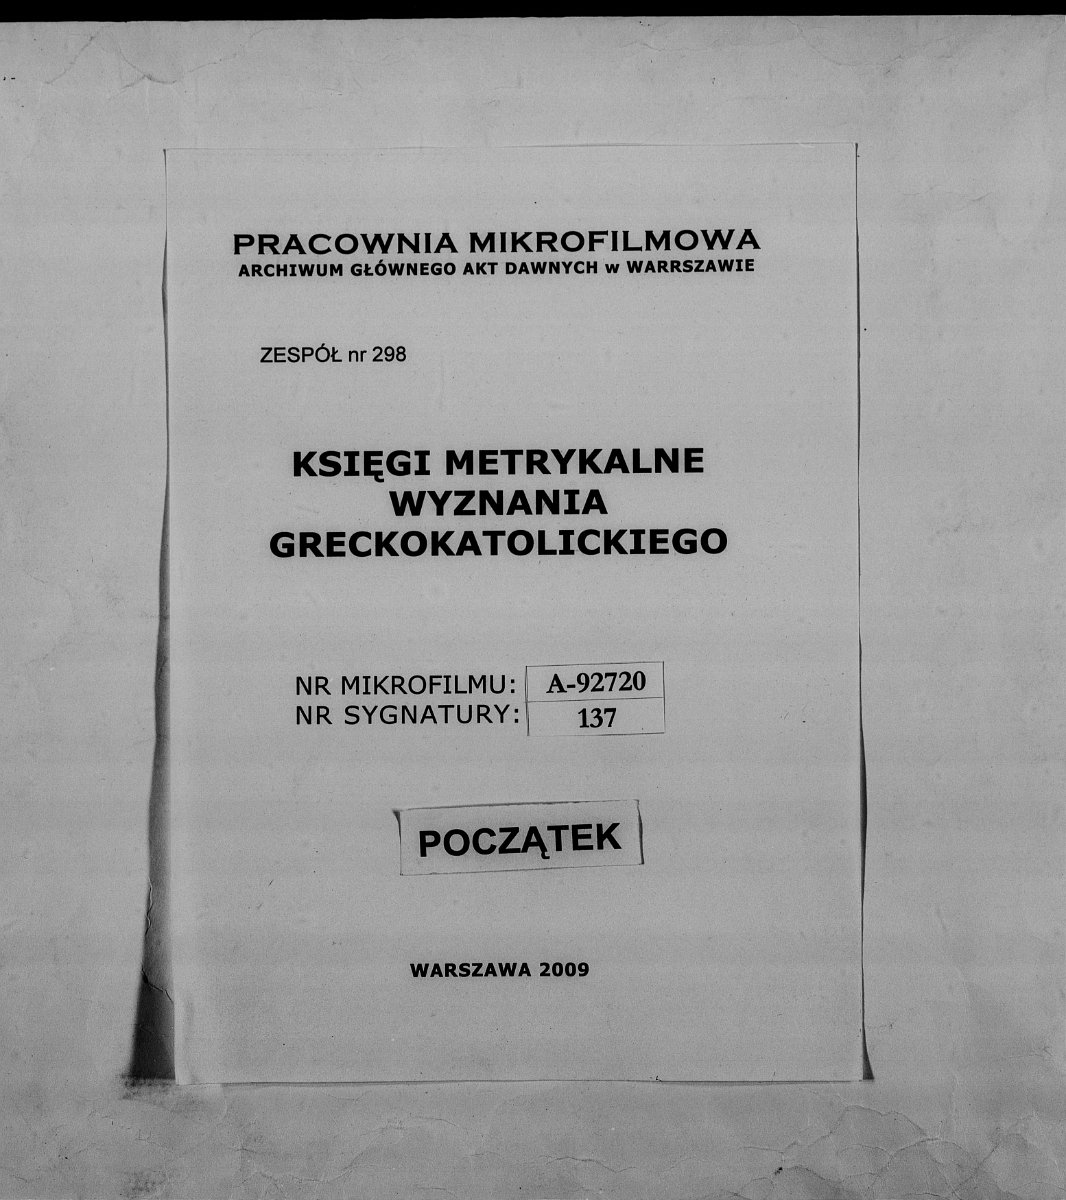 PRACOWNIA MIKROFILMOWA
ARCHIWUM GŁÓWNEGO AKT DAWNYCH w WARRSZAWIE
ZESPÓŁ nr 298
KSIĘGI METRYKALNE
WYZNANIA
GRECKOKATOLICKIEGO
NR MIKROFILMU: A-92720
NR SYGNATURY: 137
POCZĄTEK
WARSZAWA 2009